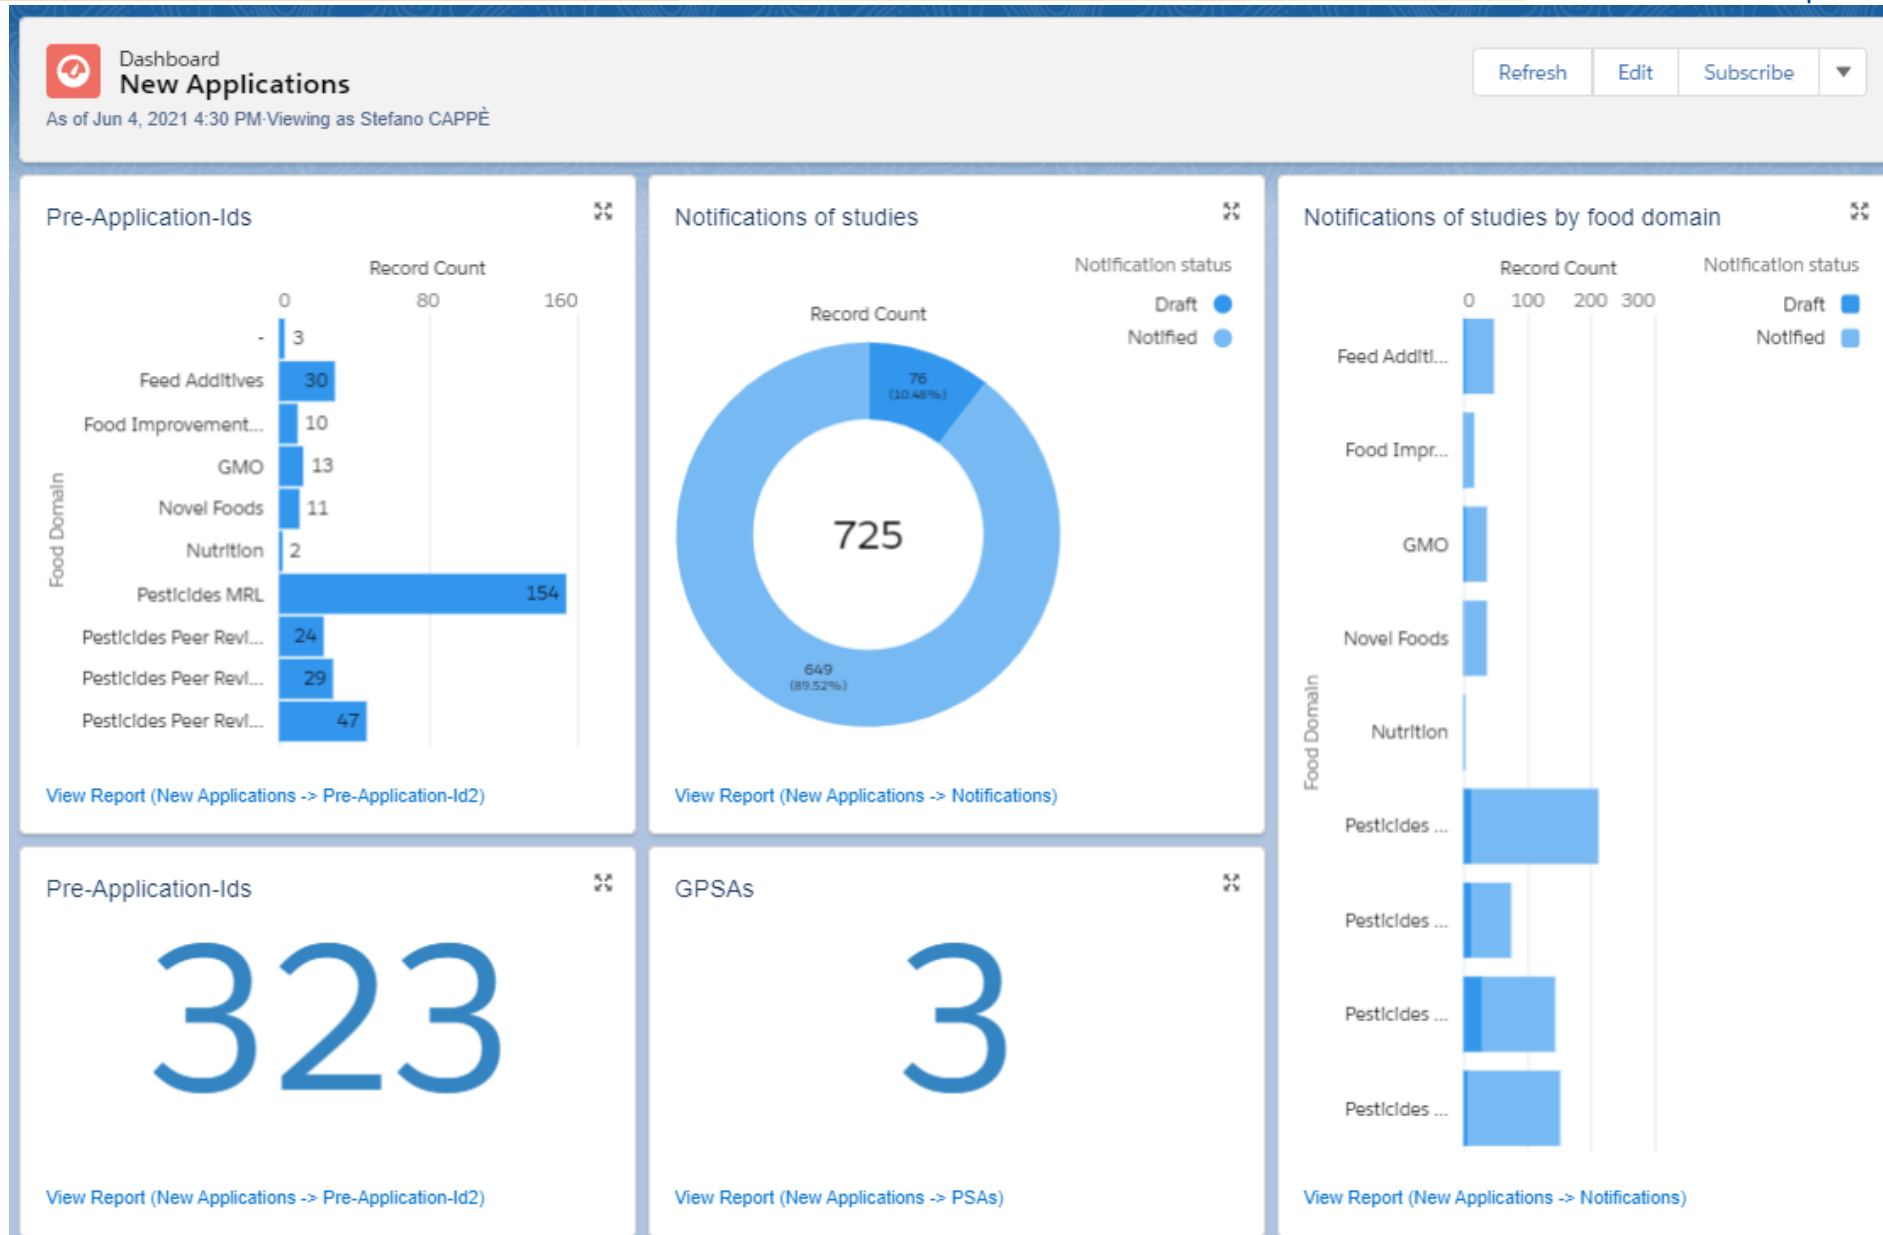 Dashboard
New Applications
As of Jun 4, 2021 4:30 PM·Viewing as Stefano CAPPÈ
Refresh
Edit
Subscribe
Pre-Application-Ids
Record Count
0 80 160
Food Domain
- 3
Feed Additives 30
Food Improvement... 10
GMO 13
Novel Foods 11
Nutrition 2
Pesticides MRL 154
Pesticides Peer Revi... 24
Pesticides Peer Revi... 29
Pesticides Peer Revi... 47
View Report (New Applications -> Pre-Application-Id2)
Notifications of studies
Notification status
Draft
Notified
Record Count
76
(10.48%)
725
649
(89.52%)
View Report (New Applications -> Notifications)
Notifications of studies by food domain
Record Count
0 100 200 300
Notification status
Draft
Notified
Food Domain
Feed Additi...
Food Impr...
GMO
Novel Foods
Nutrition
Pesticides ...
Pesticides ...
Pesticides ...
Pesticides ...
View Report (New Applications -> Notifications)
Pre-Application-Ids
323
View Report (New Applications -> Pre-Application-Id2)
GPSAs
3
View Report (New Applications -> PSAs)